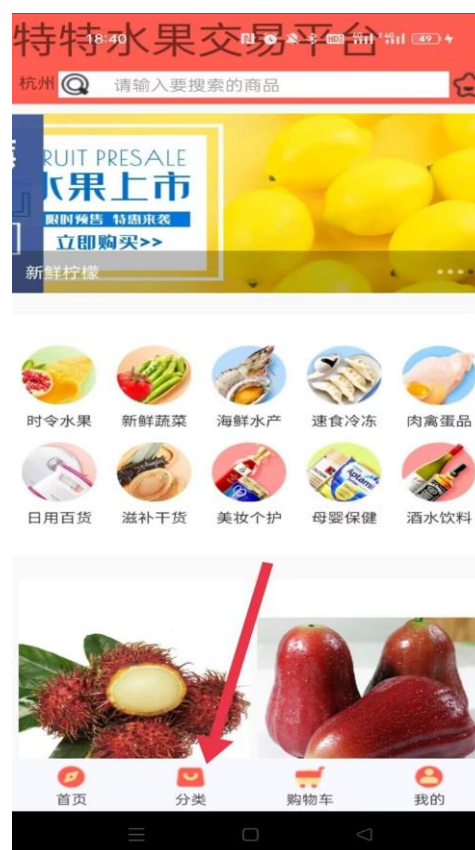 特特水果交易平台
18:40
HD 49
杭州 请输入要搜索的商品
RUIT PRESALE
水果上市
限时预售 特惠来袭
立即购买>>
新鲜柠檬
时令水果 新鲜蔬菜 海鲜水产 速食冷冻 肉禽蛋品
Aptami
日用百货 滋补干货 美妆个护 母婴保健 酒水饮料
首页 分类 购物车 我的